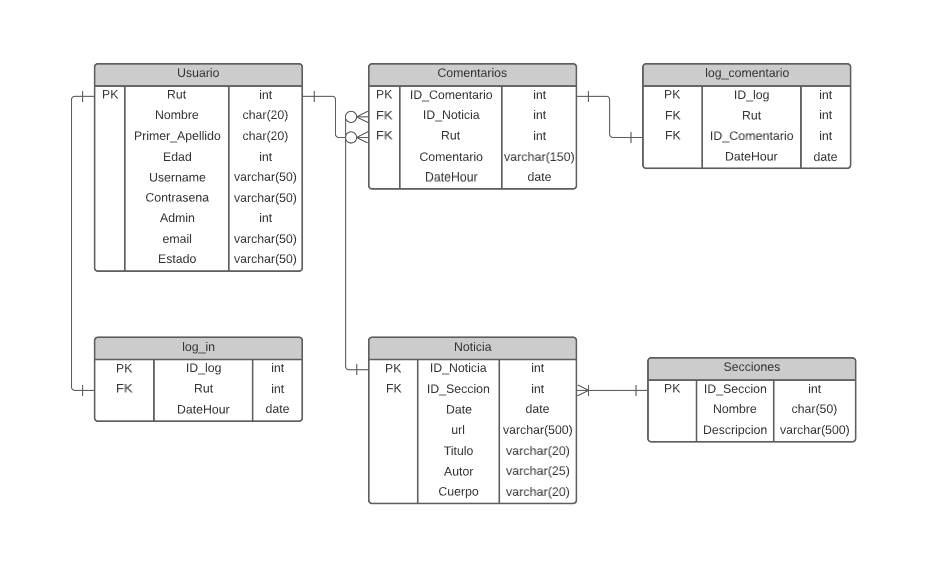 Usuario
PK Rut int
Nombre char(20)
Primer_Apellido char(20)
Edad int
Username varchar(50)
Contrasena varchar(50)
Admin int
email varchar(50)
Estado varchar(50)
Comentarios
PK ID_Comentario int
FK ID_Noticia int
FK Rut int
Comentario varchar(150)
DateHour date
log_comentario
PK ID_log int
FK Rut int
FK ID_Comentario int
DateHour date
log_in
PK ID_log int
FK Rut int
DateHour date
Noticia
PK ID_Noticia int
FK ID_Seccion int
Date date
url varchar(500)
Titulo varchar(20)
Autor varchar(25)
Cuerpo varchar(20)
Secciones
PK ID_Seccion int
Nombre char(50)
Descripcion varchar(500)